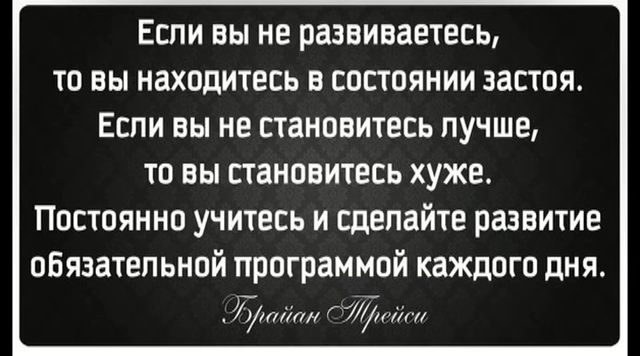 Если вы не развиваетесь,
то вы находитесь в состоянии застоя.
Если вы не становитесь лучше,
то вы становитесь хуже.
Постоянно учитесь и сделайте развитие
обязательной программой каждого дня.
Брайан Трейси